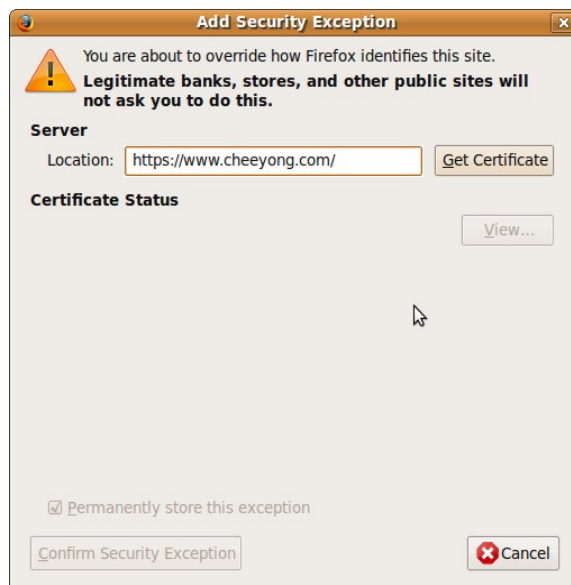 Add Security Exception
You are about to override how Firefox identifies this site.
Legitimate banks, stores, and other public sites will
not ask you to do this.
Server
Location: https://www.cheeyong.com/ Get Certificate
Certificate Status
View...
Permanently store this exception
Confirm Security Exception Cancel